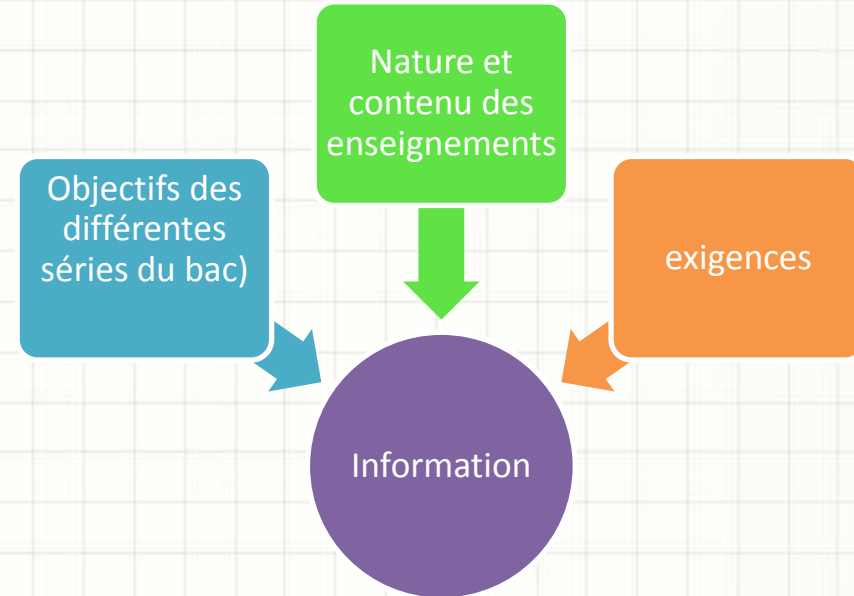 Nature et
contenu des
enseignements
Objectifs des
différentes
séries du bac)
exigences
Information